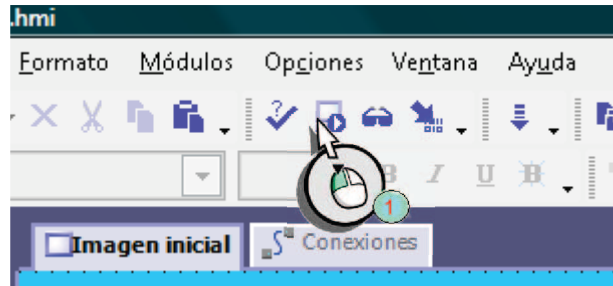 .hmi
Formato Módulos Opciones Ventana Ayuda
B I U B
1
Imagen inicial Conexiones